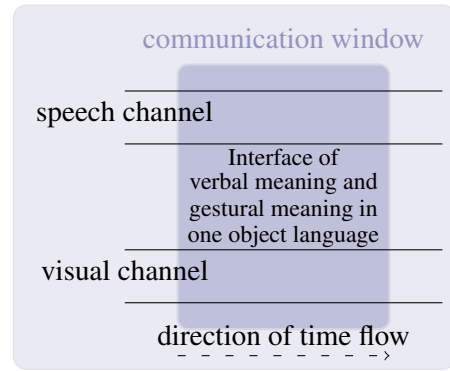 communication window
speech channel
Interface of
verbal meaning and
gestural meaning in
one object language
visual channel
direction of time flow